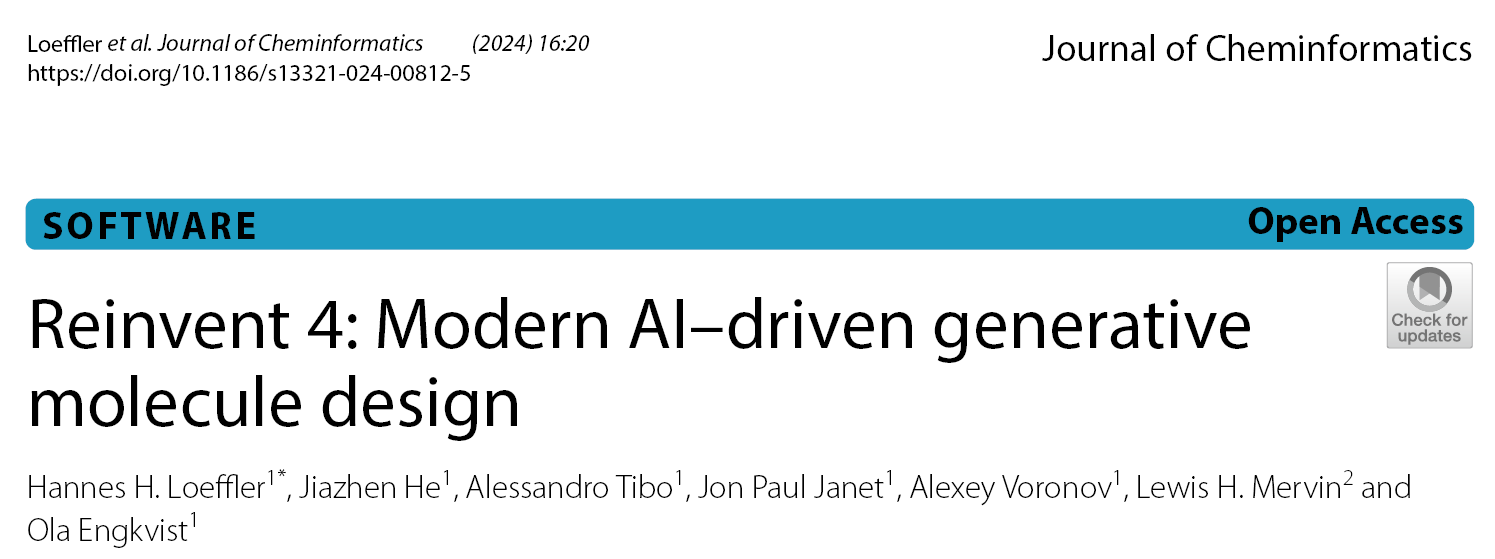 Loeffler et al. Journal of Cheminformatics (2024) 16:20
https://doi.org/10.1186/s13321-024-00812-5
Journal of Cheminformatics
SOFTWARE
Open Access
Reinvent 4: Modern AI–driven generative
molecule design
Check for
updates
Hannes H. Loeffler1*, Jiazhen He1, Alessandro Tibo1, Jon Paul Janet1, Alexey Voronov1, Lewis H. Mervin2 and
Ola Engkvist1